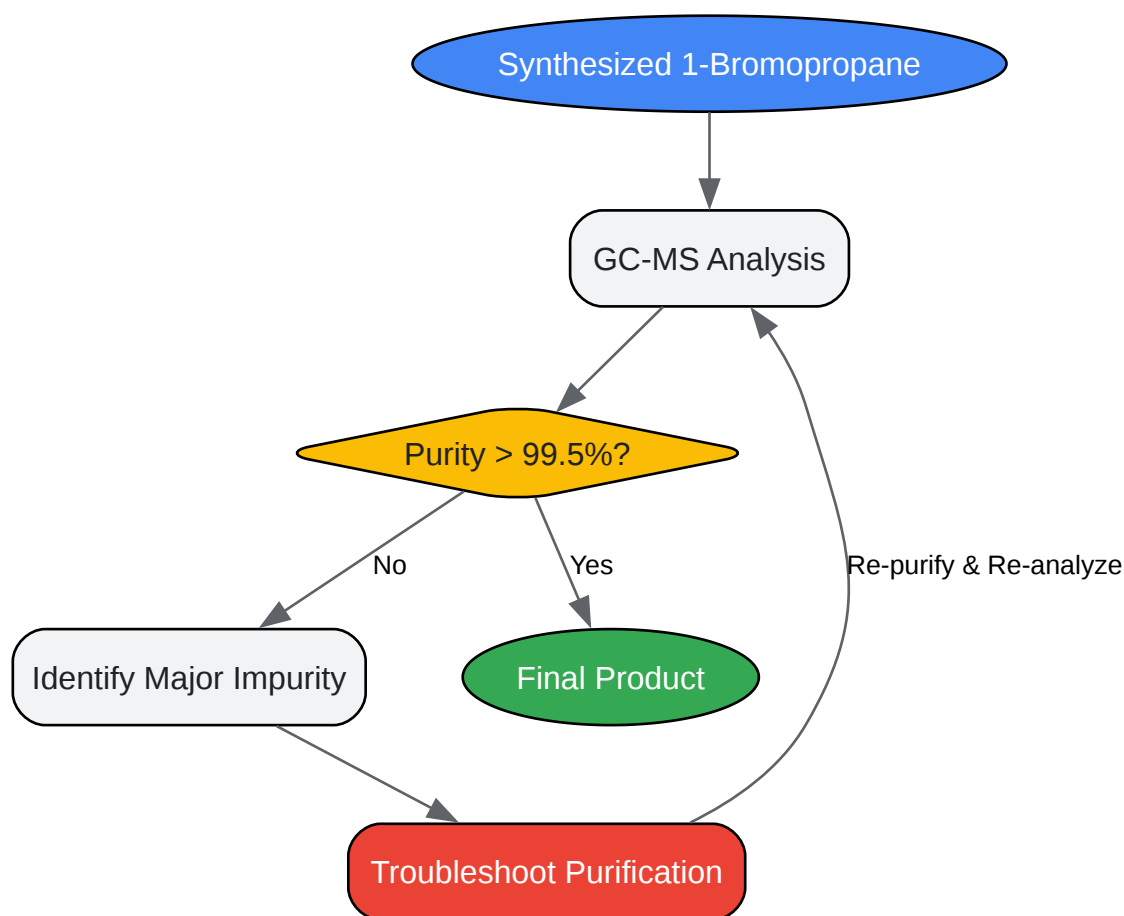 Synthesized 1-Bromopropane
GC-MS Analysis
Purity > 99.5%?
No
Yes
Re-purify & Re-analyze
Identify Major Impurity
Final Product
Troubleshoot Purification